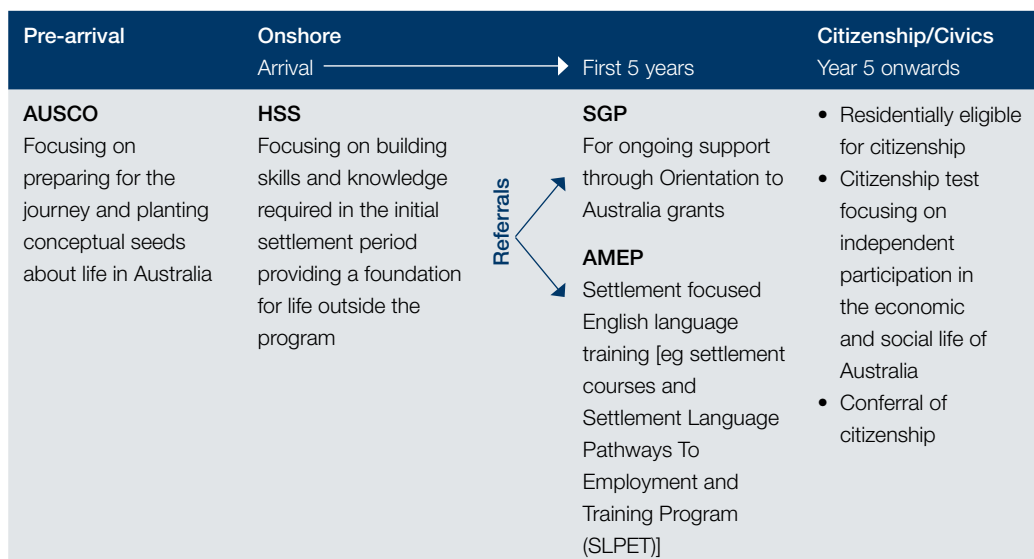 Pre-arrival
Onshore
Arrival
First 5 years
Citizenship/Civics
Year 5 onwards
AUSCO
Focusing on
preparing for the
journey and planting
conceptual seeds
about life in Australia
HSS
Focusing on building
skills and knowledge
required in the initial
settlement period
providing a foundation
for life outside the
program
Referrals
SGP
For ongoing support
through Orientation to
Australia grants
AMEP
Settlement focused
English language
training [eg settlement
courses and
Settlement Language
Pathways To
Employment and
Training Program
(SLPET)]
• Residentially eligible
for citizenship
• Citizenship test
focusing on
independent
participation in
the economic
and social life of
Australia
• Conferral of
citizenship